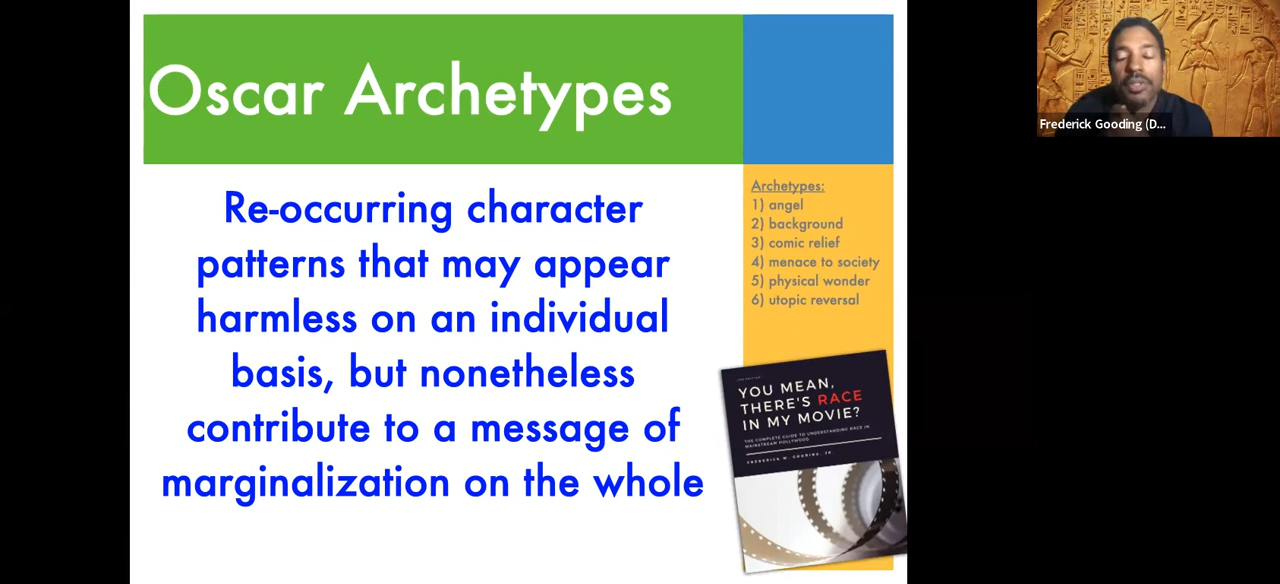 Oscar Archetypes
Re-occurring character
patterns that may appear
harmless on an individual
basis, but nonetheless
contribute to a message of
marginalization on the whole
Archetypes:
1) angel
2) background
3) comic relief
4) menace to society
5) physical wonder
6) utopic reversal
YOU MEAN,
THERE'S RACE
IN MY MOVIE?
THE COMPLETE GUIDE TO UNDERSTANDING RACE IN
MAINSTREAM HOLLYWOOD
FREDERICK W. GOODING, JR.
Frederick Gooding (D...